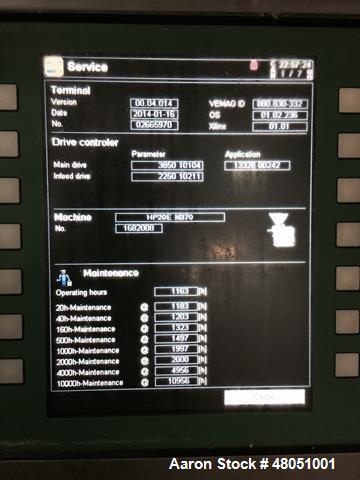 Service
22:57:24
1 / 7
Terminal
Version 00.04.014 VEMAG ID 880.830-332
Date 2014-01-16 OS 01.02.236
No. 02665970 Xilinx 01.01
Drive controler
Parameter Application
Main drive 3850 10104 13328 00242
Infeed drive 2250 10211
Machine HP20E N370
No. 1682008
Maintenance
Operating hours 1163 [h]
20h-Maintenance @ 1183 [h]
40h-Maintenance @ 1203 [h]
160h-Maintenance @ 1323 [h]
500h-Maintenance @ 1497 [h]
1000h-Maintenance @ 1997 [h]
2000h-Maintenance @ 2000 [h]
4000h-Maintenance @ 4956 [h]
10000h-Maintenance @ 10956 [h]
Close
Aaron Stock # 48051001